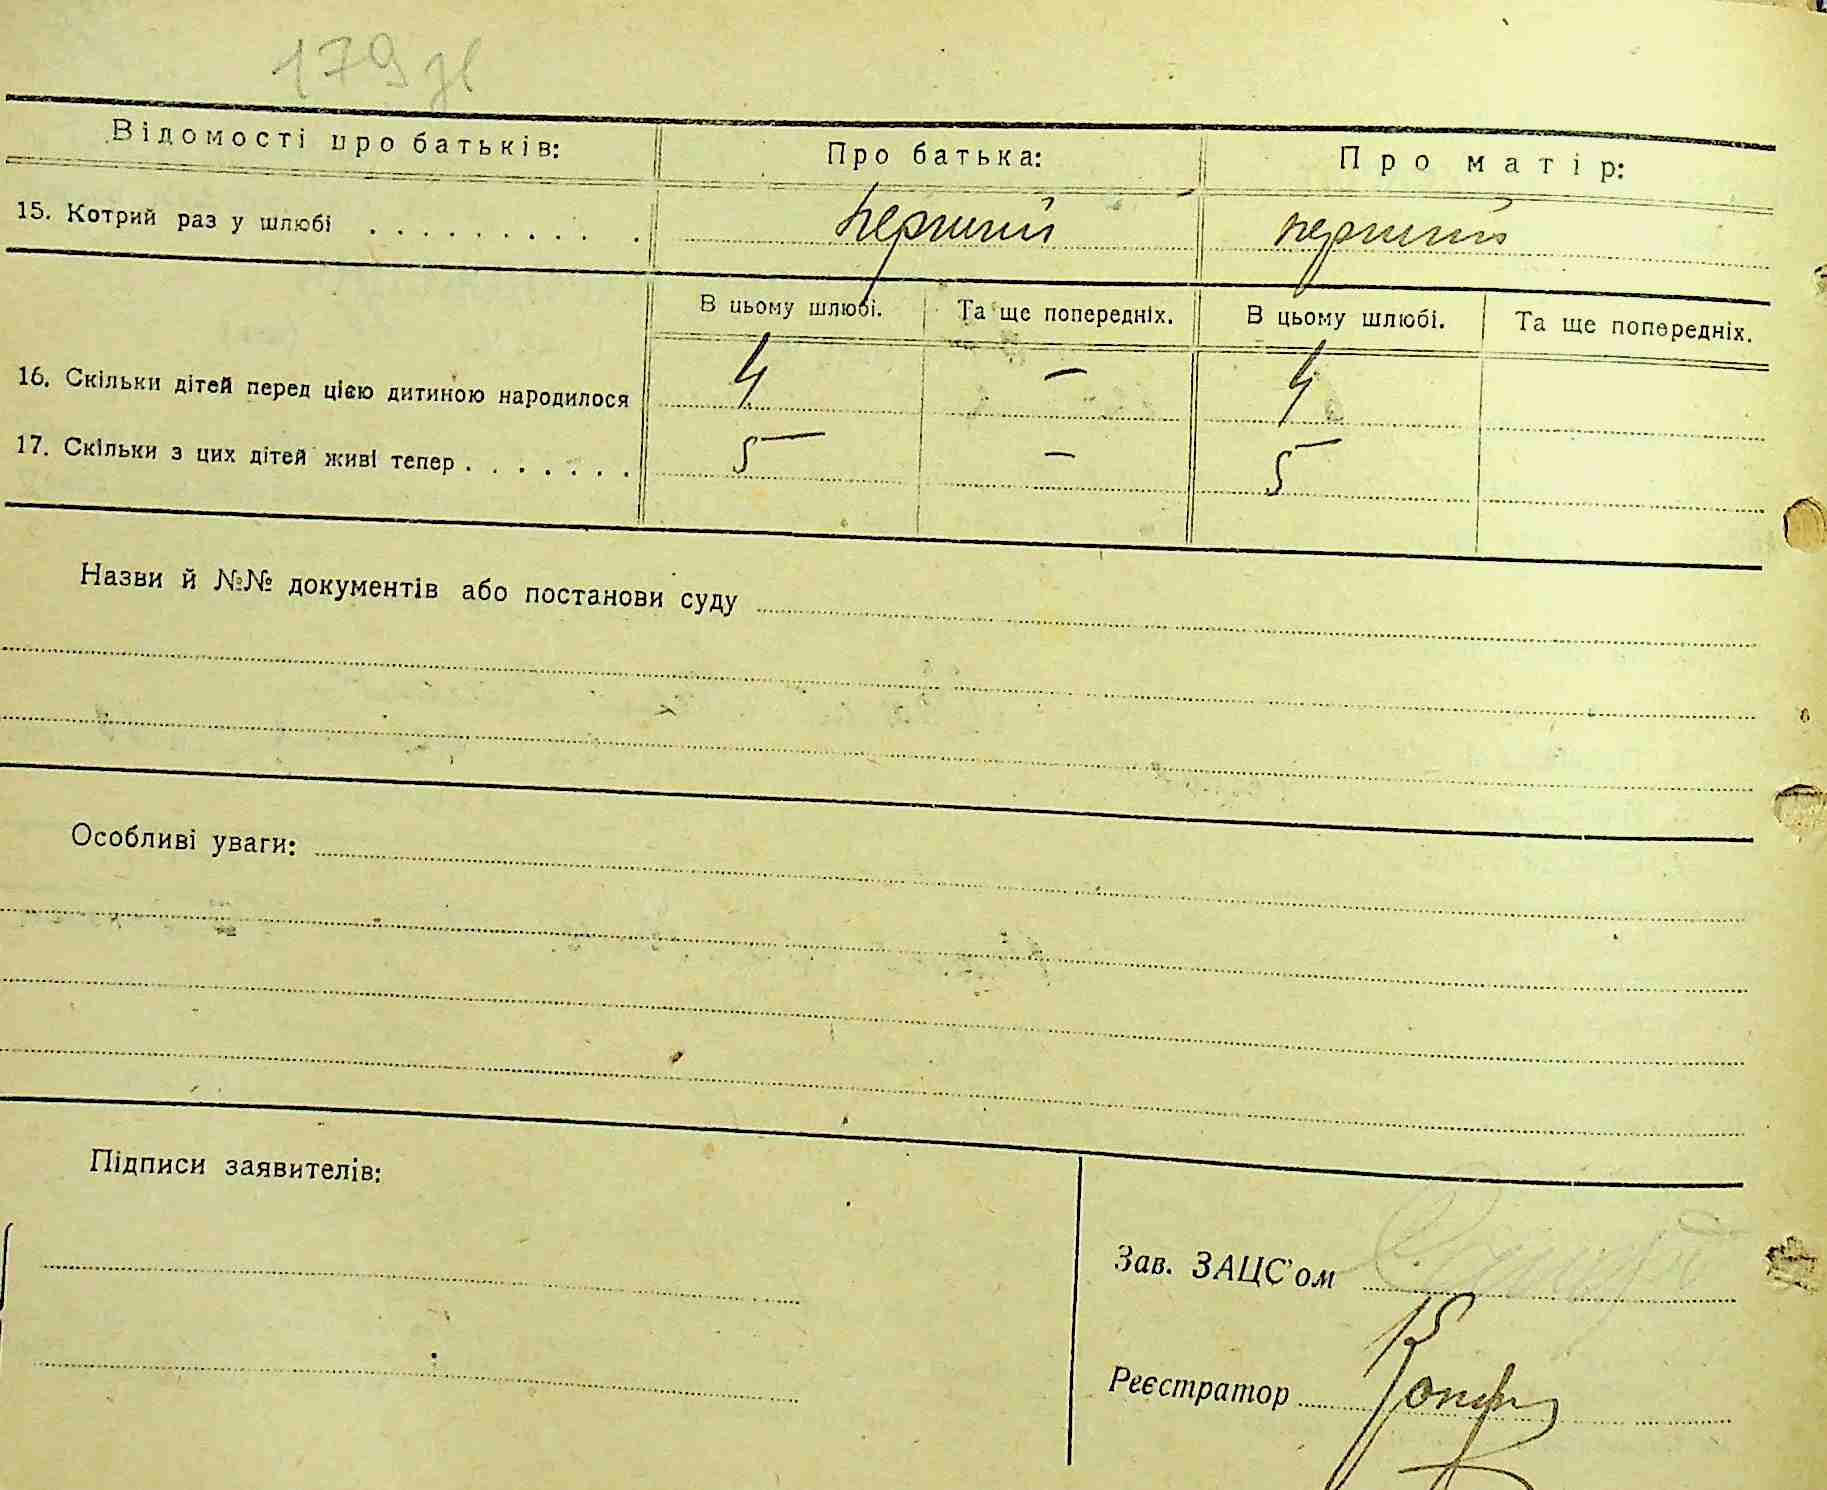 179
Відомості про батьків: Про батька: Про матір:
15. Котрий раз у шлюбі . . . . . . . . . . перший перший
В цьому шлюбі. Та ще попередніх. В цьому шлюбі. Та ще попередніх.
16. Скільки дітей перед цією дитиною народилося 4 — 4
17. Скільки з цих дітей живі тепер . . . . . . . 5 — 5
Назви й №№ документів або постанови суду
Особливі уваги:
Підписи заявителів:
Зав. ЗАЦС'ом
Реєстратор